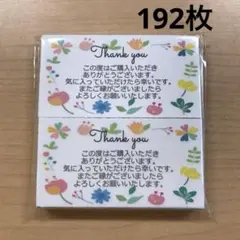 192枚
Thank you
この度はご購入いただき
ありがとうございます。
気に入っていただけたら幸いです。
またご縁がございましたら
よろしくお願いいたします。
Thank you
この度はご購入いただき
ありがとうございます。
気に入っていただけたら幸いです。
またご縁がございましたら
よろしくお願いいたします。